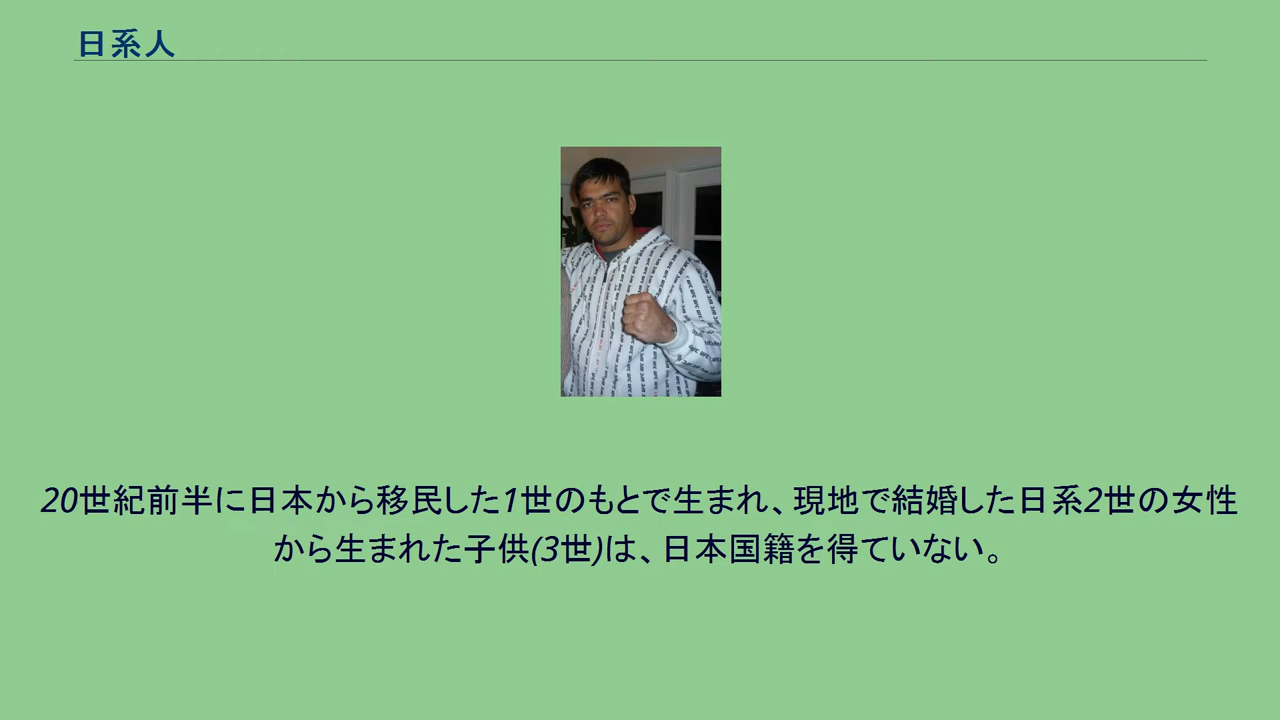 日系人
20世紀前半に日本から移民した1世のもとで生まれ、現地で結婚した日系2世の女性
から生まれた子供(3世)は、日本国籍を得ていない。